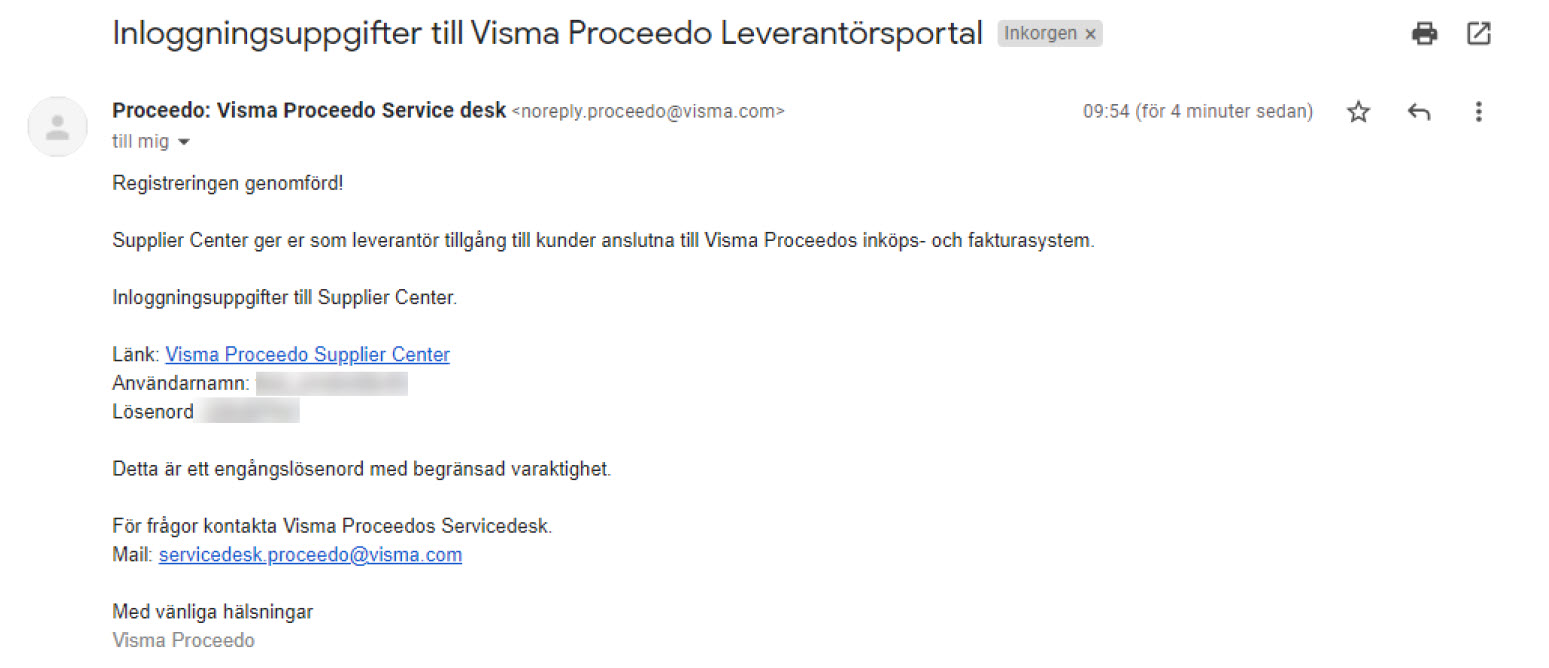 Inloggningsuppgifter till Visma Proceedo Leverantörsportal Inkorgen ×
Proceedo: Visma Proceedo Service desk <noreply.proceedo@visma.com> 09:54 (för 4 minuter sedan)
till mig
Registreringen genomförd!
Supplier Center ger er som leverantör tillgång till kunder anslutna till Visma Proceedos inköps- och fakturasystem.
Inloggningsuppgifter till Supplier Center.
Länk: Visma Proceedo Supplier Center
Användarnamn:
Lösenord
Detta är ett engångslösenord med begränsad varaktighet.
För frågor kontakta Visma Proceedos Servicedesk.
Mail: servicedesk.proceedo@visma.com
Med vänliga hälsningar
Visma Proceedo